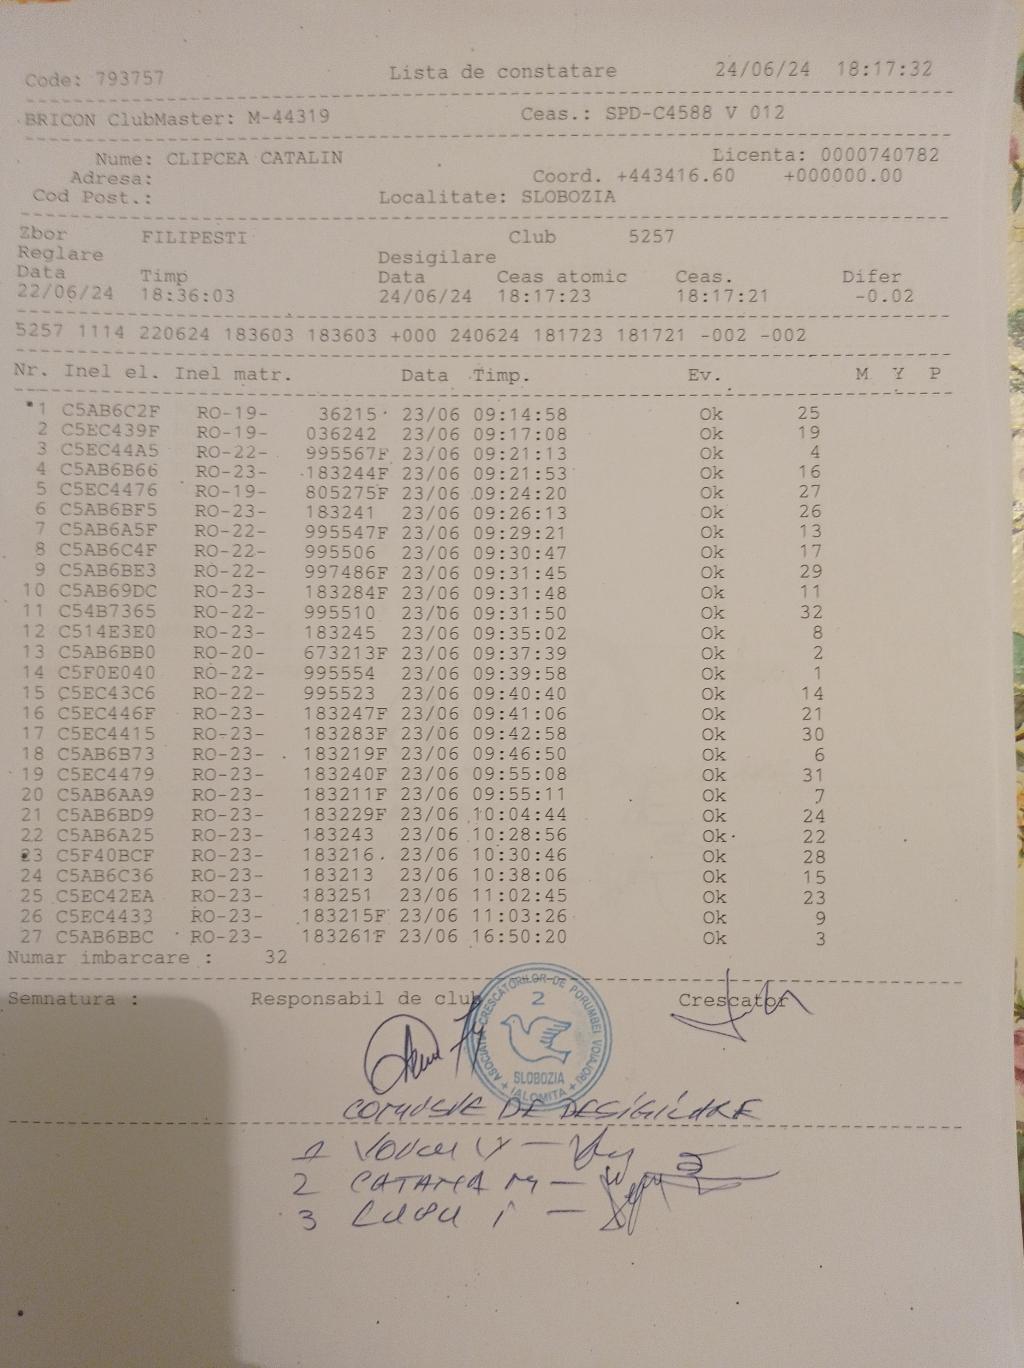 Code: 793757 Lista de constatare 24/06/24 18:17:32
BRICON ClubMaster: M-44319 Ceas.: SPD-C4588 V 012
Nume: CLIPCEA CATALIN Licenta: 0000740782
Adresa: Coord. +443416.60 +000000.00
Cod Post.: Localitate: SLOBOZIA
Zbor FILIPESTI Club 5257
Reglare Desigilare
Data Timp Data Ceas atomic Ceas. Difer
22/06/24 18:36:03 24/06/24 18:17:23 18:17:21 -0.02
5257 1114 220624 183603 183603 +000 240624 181723 181721 -002 -002
Nr. Inel el. Inel matr. Data Timp. Ev. M Y P
1 C5AB6C2F RO-19- 36215 23/06 09:14:58 Ok 25
2 C5EC439F RO-19- 036242 23/06 09:17:08 Ok 19
3 C5EC44A5 RO-22- 995567F 23/06 09:21:13 Ok 4
4 C5AB6B66 RO-23- 183244F 23/06 09:21:53 Ok 16
5 C5EC4476 RO-19- 805275F 23/06 09:24:20 Ok 27
6 C5AB6BF5 RO-23- 183241 23/06 09:26:13 Ok 26
7 C5AB6A5F RO-22- 995547F 23/06 09:29:21 Ok 13
8 C5AB6C4F RO-22- 995506 23/06 09:30:47 Ok 17
9 C5AB6BE3 RO-22- 997486F 23/06 09:31:45 Ok 29
10 C5AB69DC RO-23- 183284F 23/06 09:31:48 Ok 11
11 C54B7365 RO-22- 995510 23/06 09:31:50 Ok 32
12 C514E3E0 RO-23- 183245 23/06 09:35:02 Ok 8
13 C5AB6BB0 RO-20- 673213F 23/06 09:37:39 Ok 2
14 C5F0E040 RO-22- 995554 23/06 09:39:58 Ok 1
15 C5EC43C6 RO-22- 995523 23/06 09:40:40 Ok 14
16 C5EC446F RO-23- 183247F 23/06 09:41:06 Ok 21
17 C5EC4415 RO-23- 183283F 23/06 09:42:58 Ok 30
18 C5AB6B73 RO-23- 183219F 23/06 09:46:50 Ok 6
19 C5EC4479 RO-23- 183240F 23/06 09:55:08 Ok 31
20 C5AB6AA9 RO-23- 183211F 23/06 09:55:11 Ok 7
21 C5AB6BD9 RO-23- 183229F 23/06 10:04:44 Ok 24
22 C5AB6A25 RO-23- 183243 23/06 10:28:56 Ok 22
23 C5F40BCF RO-23- 183216 23/06 10:30:46 Ok 28
24 C5AB6C36 RO-23- 183213 23/06 10:38:06 Ok 15
25 C5EC42EA RO-23- 183251 23/06 11:02:45 Ok 23
26 C5EC4433 RO-23- 183215F 23/06 11:03:26 Ok 9
27 C5AB6BBC RO-23- 183261F 23/06 16:50:20 Ok 3
Numar imbarcare : 32
Semnatura : Responsabil de club Crescator
ASOCIATIA CRESCATORILOR DE PORUMBEI VOIAJORI
2
SLOBOZIA
IALOMITA
COMISIE DE DESIGILARE
1
2 CATANA M -
3 LUPU I -